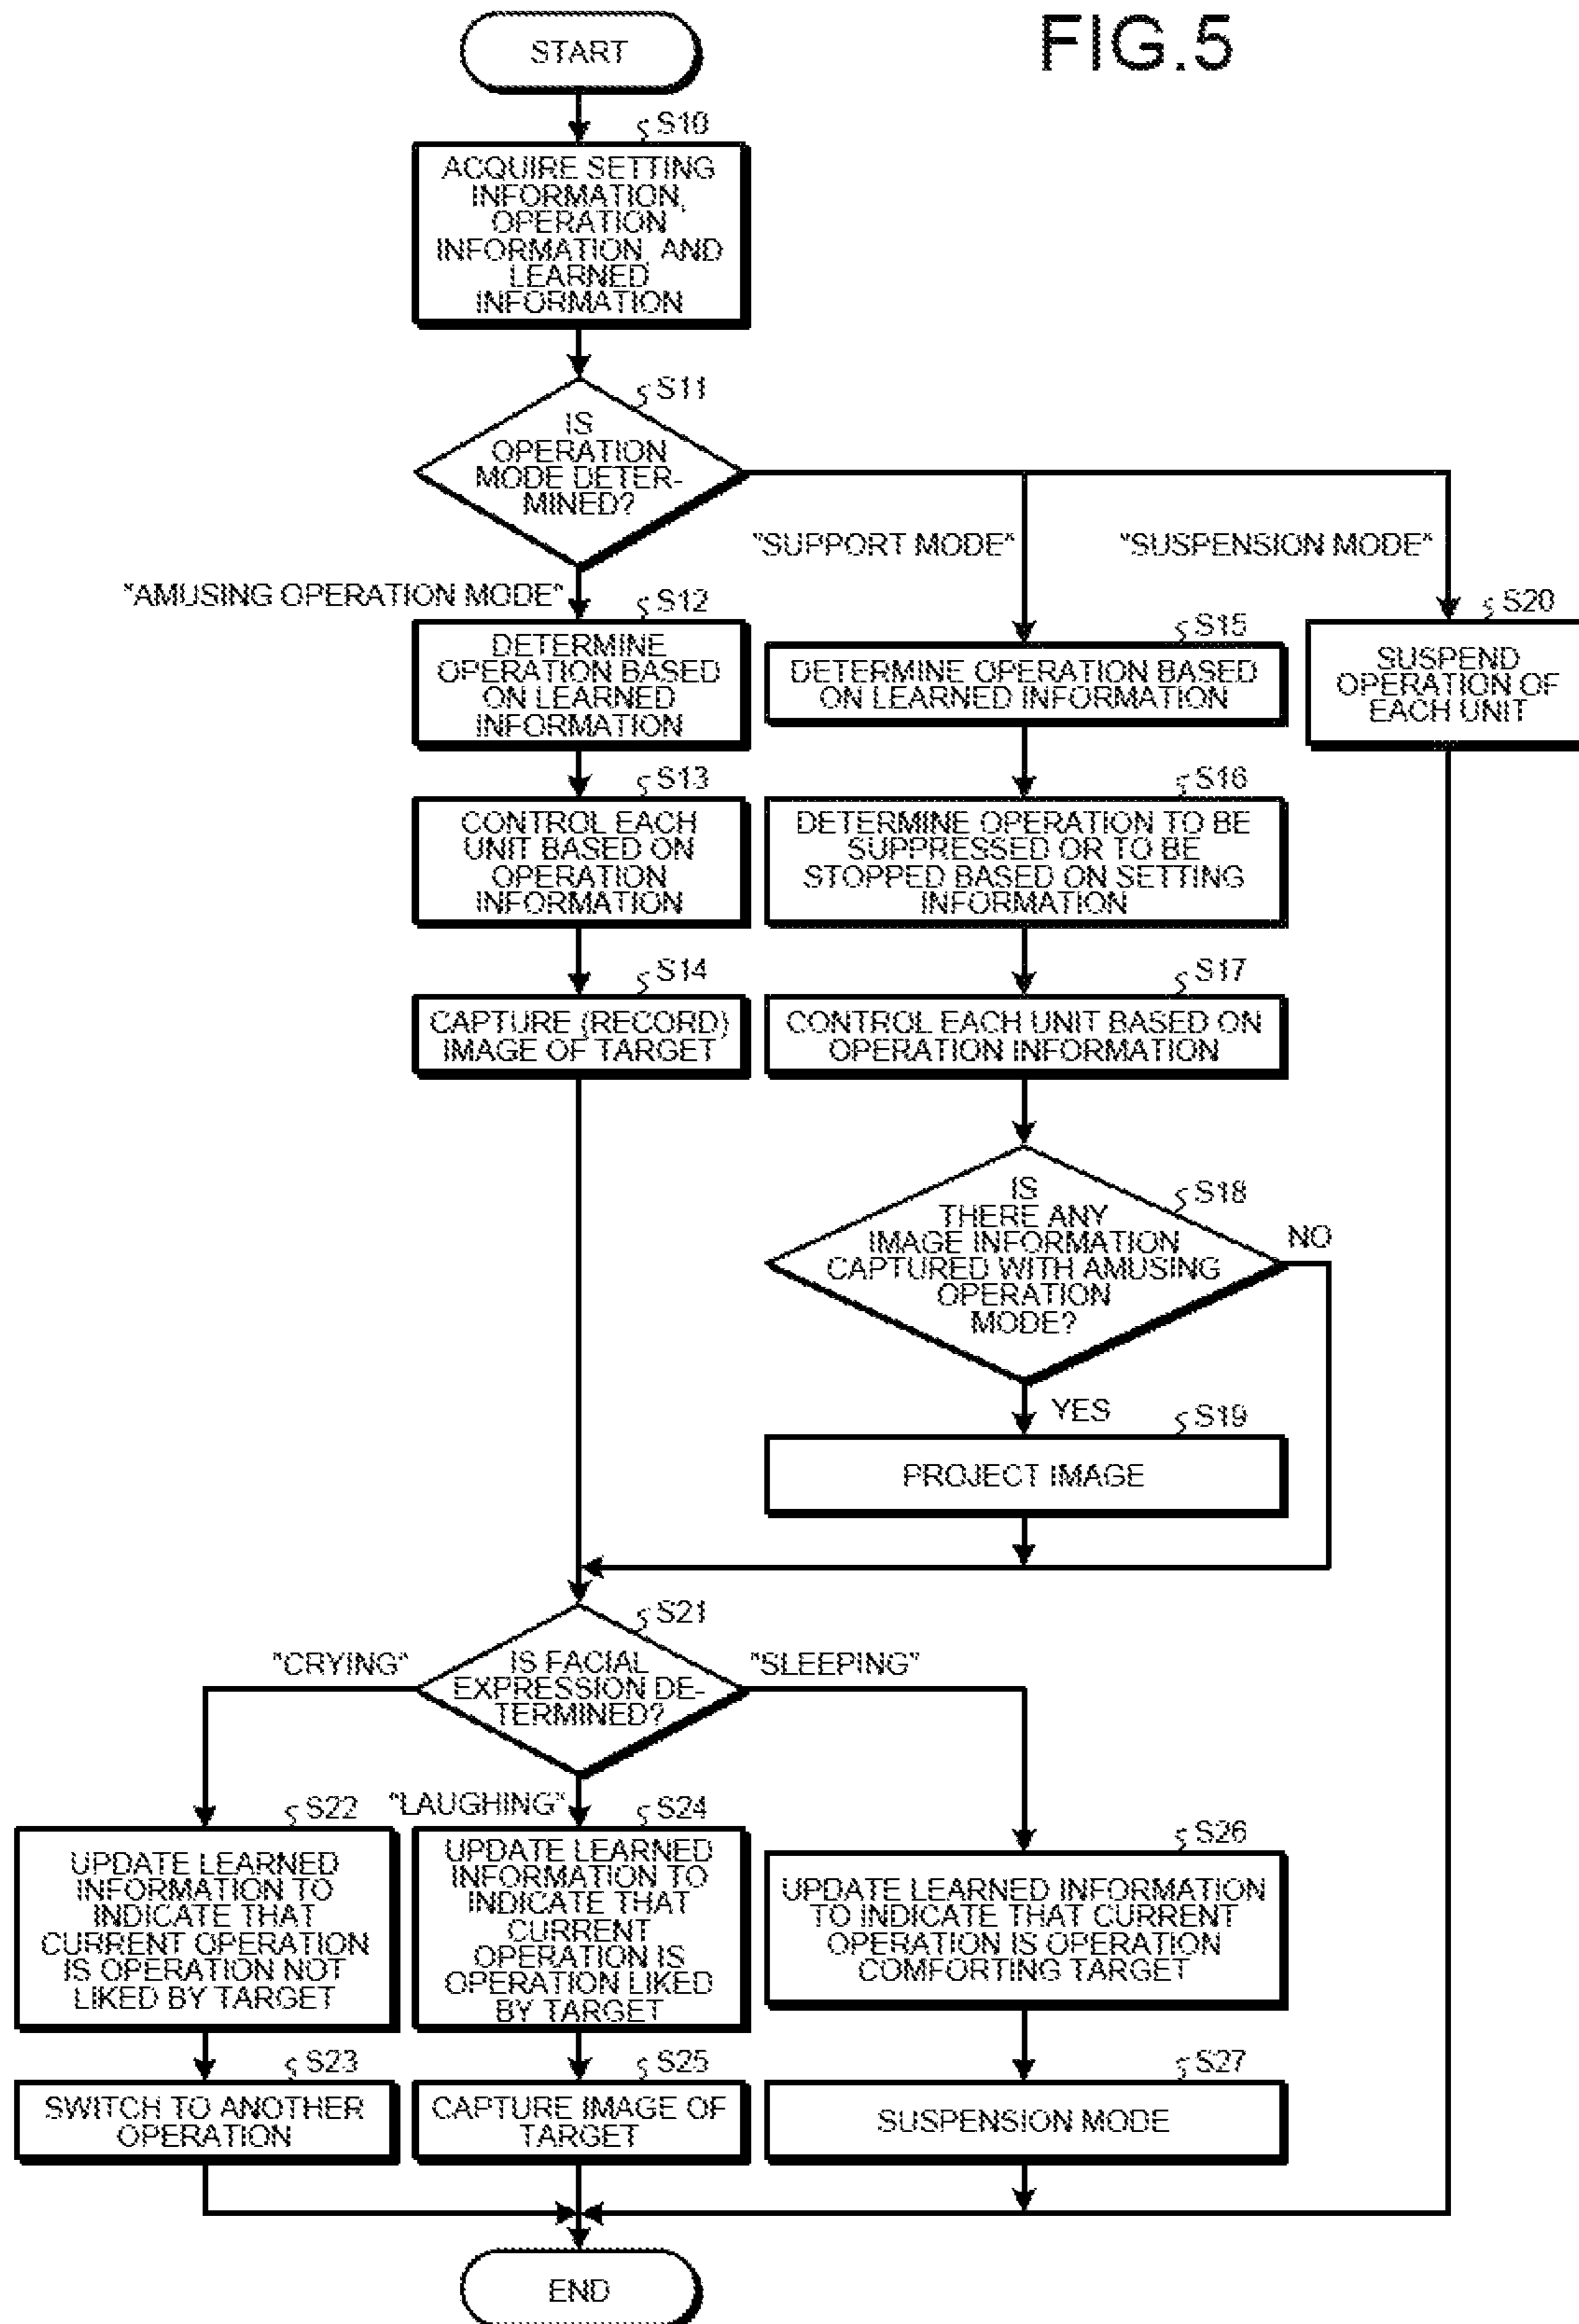 FIG.5
START
S10
ACQUIRE SETTING
INFORMATION,
OPERATION
INFORMATION, AND
LEARNED
INFORMATION
S11
IS
OPERATION
MODE DETER-
MINED?
"AMUSING OPERATION MODE"
"SUPPORT MODE"
"SUSPENSION MODE"
S12
DETERMINE
OPERATION BASED
ON LEARNED
INFORMATION
S13
CONTROL EACH
UNIT BASED ON
OPERATION
INFORMATION
S14
CAPTURE (RECORD)
IMAGE OF TARGET
S15
DETERMINE OPERATION BASED
ON LEARNED INFORMATION
S16
DETERMINE OPERATION TO BE
SUPPRESSED OR TO BE
STOPPED BASED ON SETTING
INFORMATION
S17
CONTROL EACH UNIT BASED ON
OPERATION INFORMATION
S18
IS
THERE ANY
IMAGE INFORMATION
CAPTURED WITH AMUSING
OPERATION
MODE?
NO
YES
S19
PROJECT IMAGE
S20
SUSPEND
OPERATION OF
EACH UNIT
S21
IS FACIAL
EXPRESSION DE-
TERMINED?
"CRYING"
"SLEEPING"
"LAUGHING"
S22
UPDATE LEARNED
INFORMATION TO
INDICATE THAT
CURRENT OPERATION
IS OPERATION NOT
LIKED BY TARGET
S23
SWITCH TO ANOTHER
OPERATION
S24
UPDATE LEARNED
INFORMATION TO
INDICATE THAT
CURRENT
OPERATION IS
OPERATION LIKED
BY TARGET
S25
CAPTURE IMAGE OF
TARGET
S26
UPDATE LEARNED INFORMATION
TO INDICATE THAT CURRENT
OPERATION IS OPERATION
COMFORTING TARGET
S27
SUSPENSION MODE
END